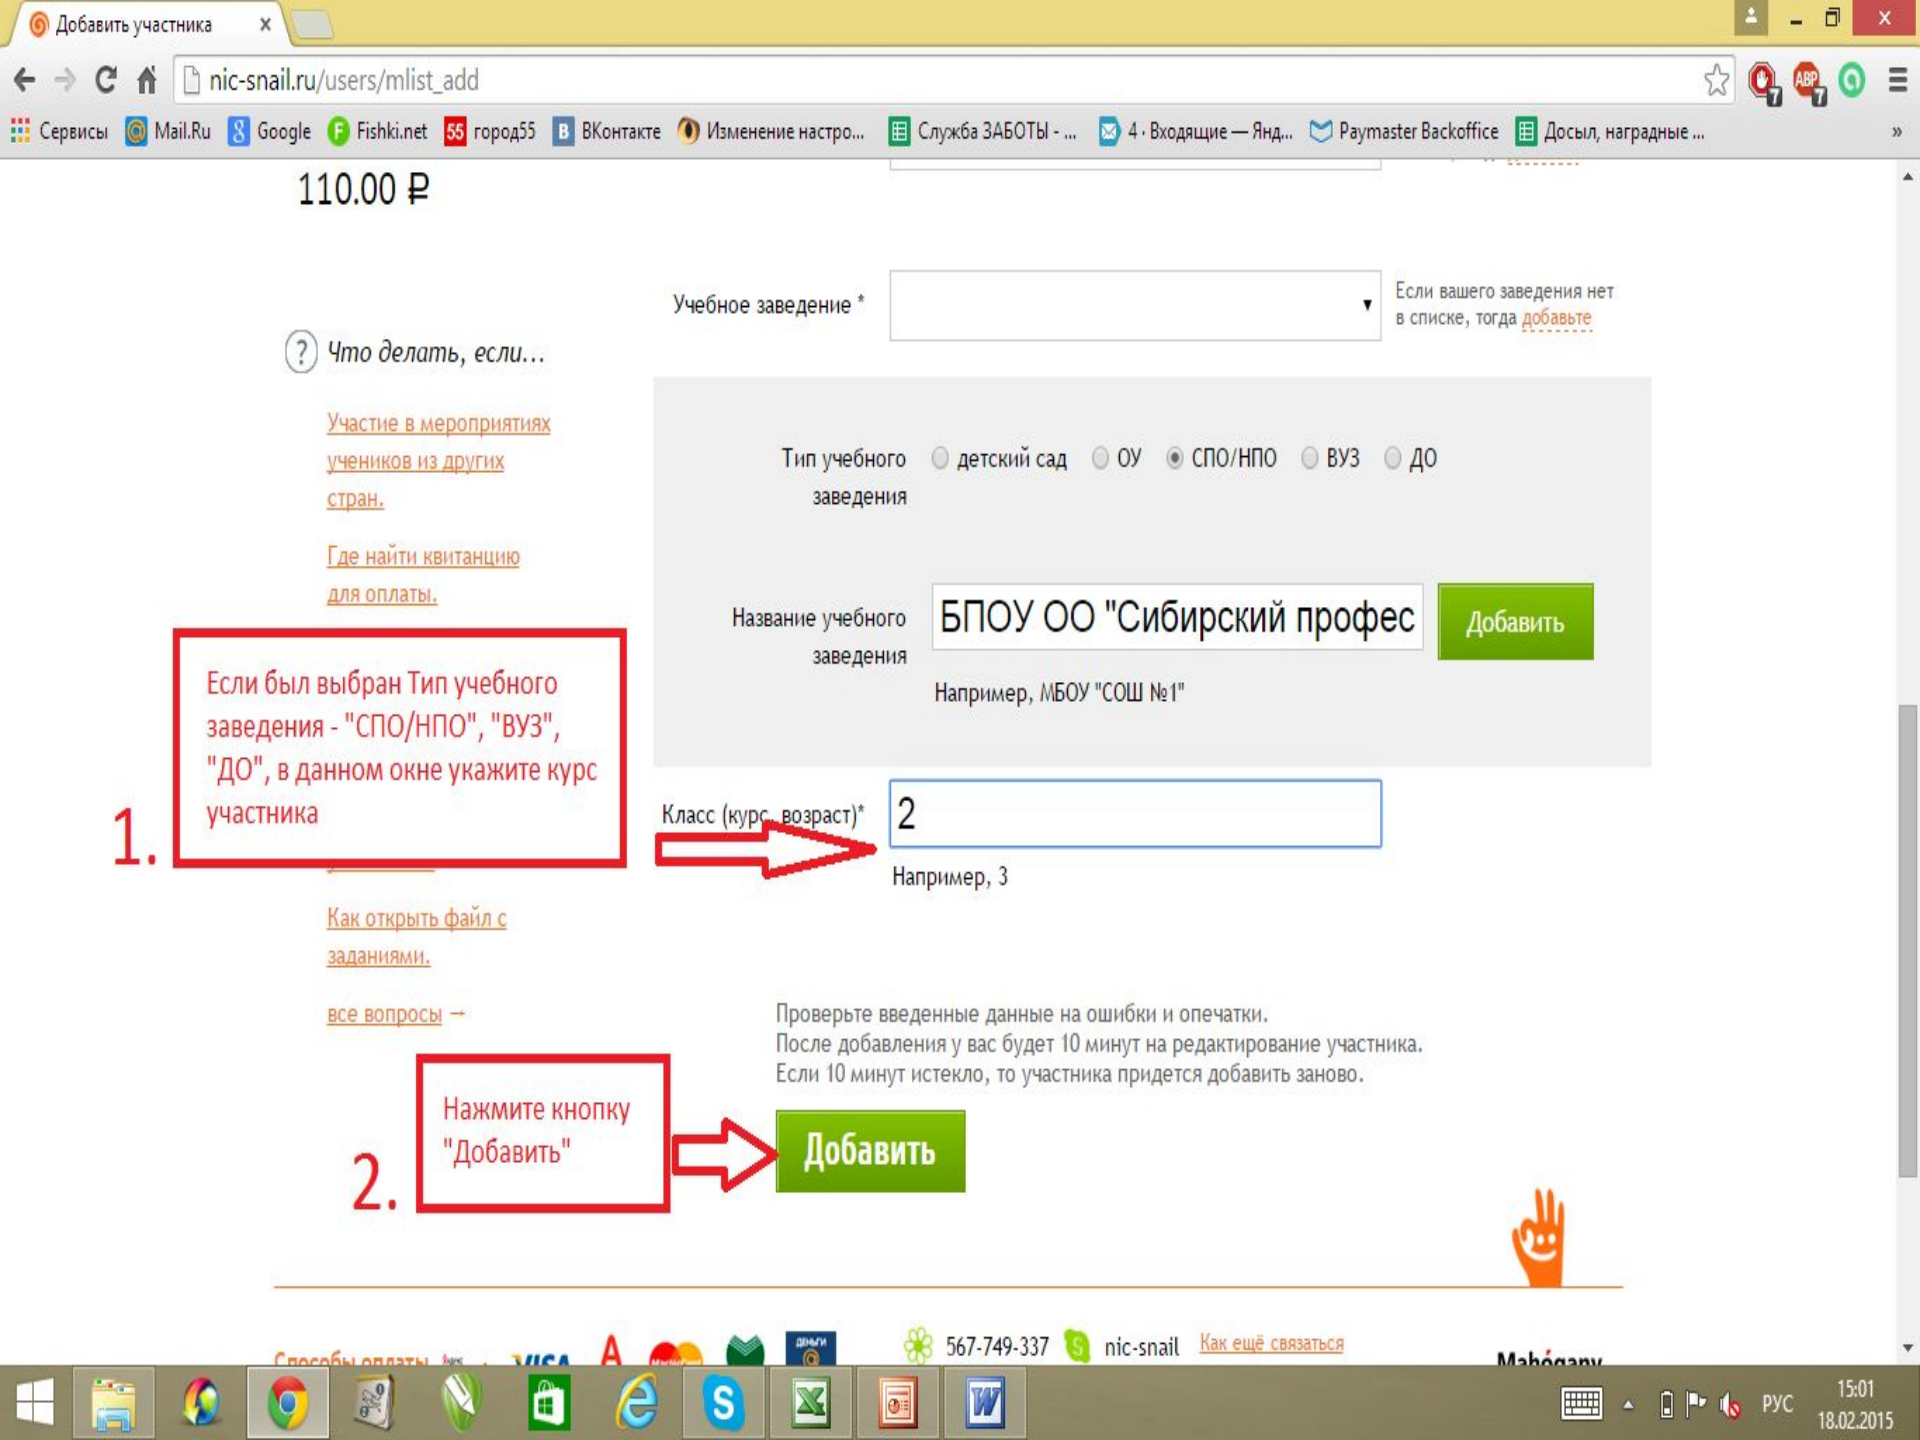 Добавить участника
nic-snail.ru/users/mlist_add
Сервисы Mail.Ru Google Fishki.net 55 город55 В ВКонтакте Изменение настро... Служба ЗАБОТЫ - ... 4 · Входящие — Янд... Paymaster Backoffice Досыл, наградные ... »
110.00 ₽
Учебное заведение *
Если вашего заведения нет
в списке, тогда добавьте
Что делать, если...
Участие в мероприятиях
учеников из других
стран.
Где найти квитанцию
для оплаты.
Тип учебного
заведения
детский сад ОУ СПО/НПО ВУЗ ДО
Название учебного
заведения
БПОУ ОО "Сибирский профес
Добавить
Например, МБОУ "СОШ №1"
1.
Если был выбран Тип учебного
заведения - "СПО/НПО", "ВУЗ",
"ДО", в данном окне укажите курс
участника
Класс (курс, возраст)*
2
Например, 3
Как открыть файл с
заданиями.
все вопросы →
Проверьте введенные данные на ошибки и опечатки.
После добавления у вас будет 10 минут на редактирование участника.
Если 10 минут истекло, то участника придется добавить заново.
2.
Нажмите кнопку
"Добавить"
Добавить
Способы оплаты VISA ДЕНЬГИ 567-749-337 nic-snail Как ещё связаться Mahógany
РУС 15:01
18.02.2015